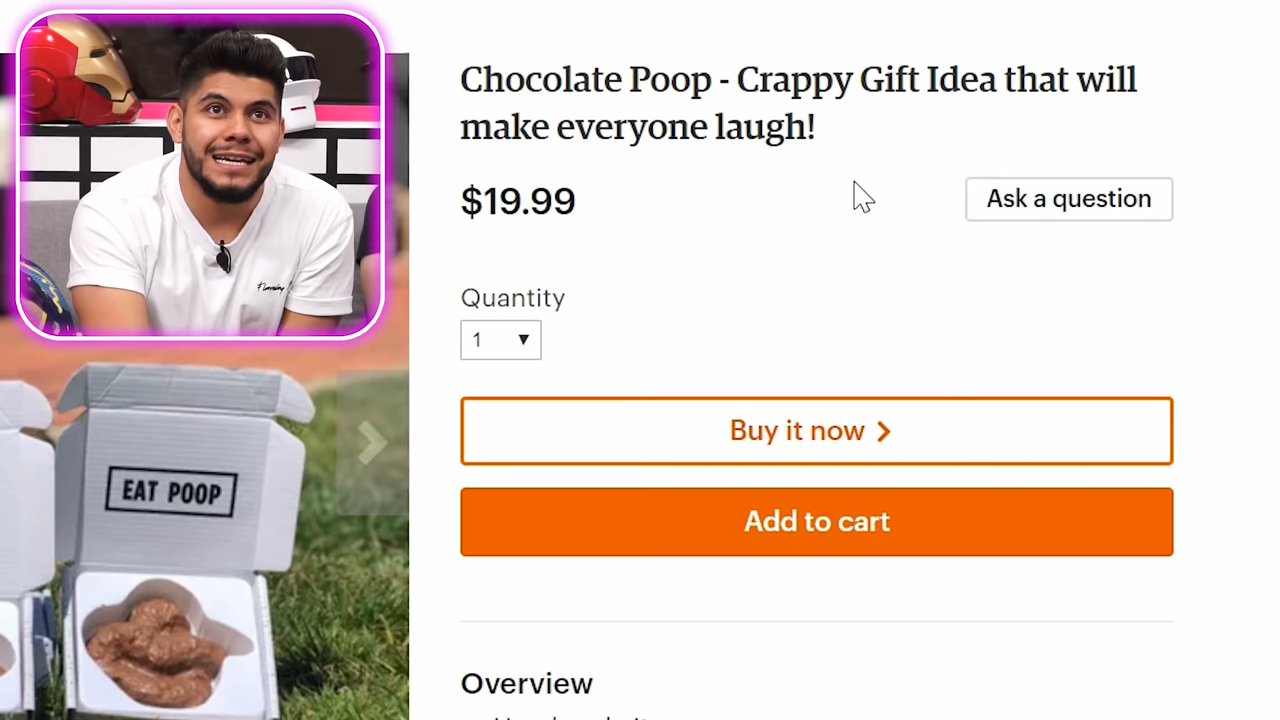 Chocolate Poop - Crappy Gift Idea that will
make everyone laugh!
$19.99
Ask a question
Quantity
1
Buy it now
Add to cart
Overview
EAT POOP